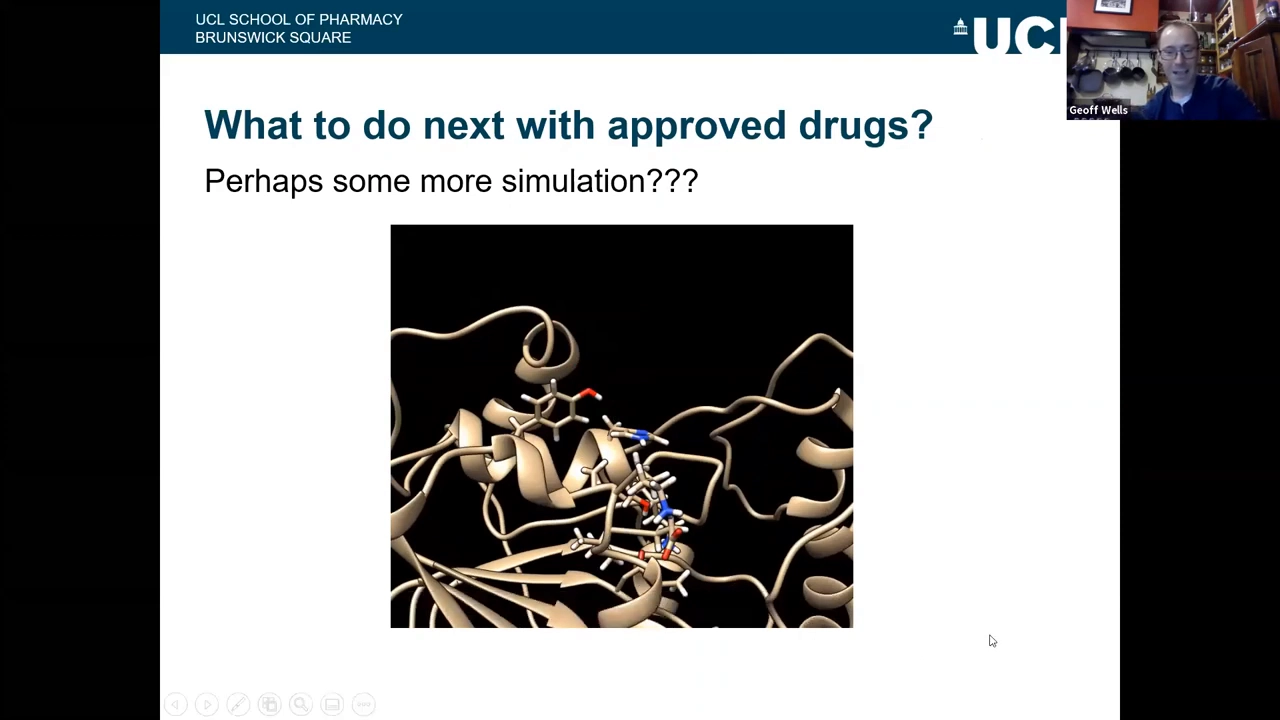 UCL SCHOOL OF PHARMACY
BRUNSWICK SQUARE
UCL
Geoff Wells
What to do next with approved drugs?
Perhaps some more simulation???